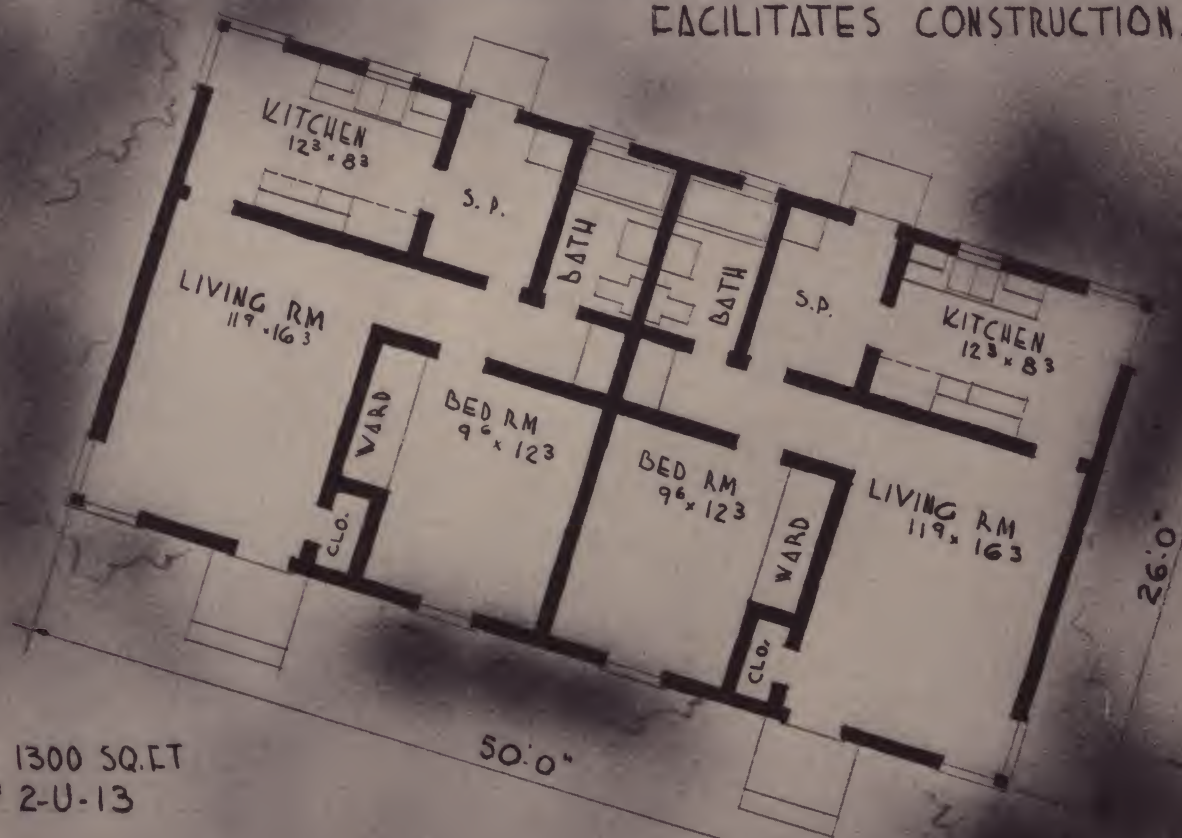 FACILITATES CONSTRUCTION.
KITCHEN
12³ × 8³
S. P.
BATH
LIVING RM
11⁹ × 16³
WARD
BED RM
9⁶ × 12³
CLO.
BATH
S.P.
KITCHEN
12³ × 8³
BED RM
9⁶ × 12³
WARD
LIVING RM
11⁹ × 16³
CLO.
26'.0"
50'.0"
1300 SQ.FT
2-U-13